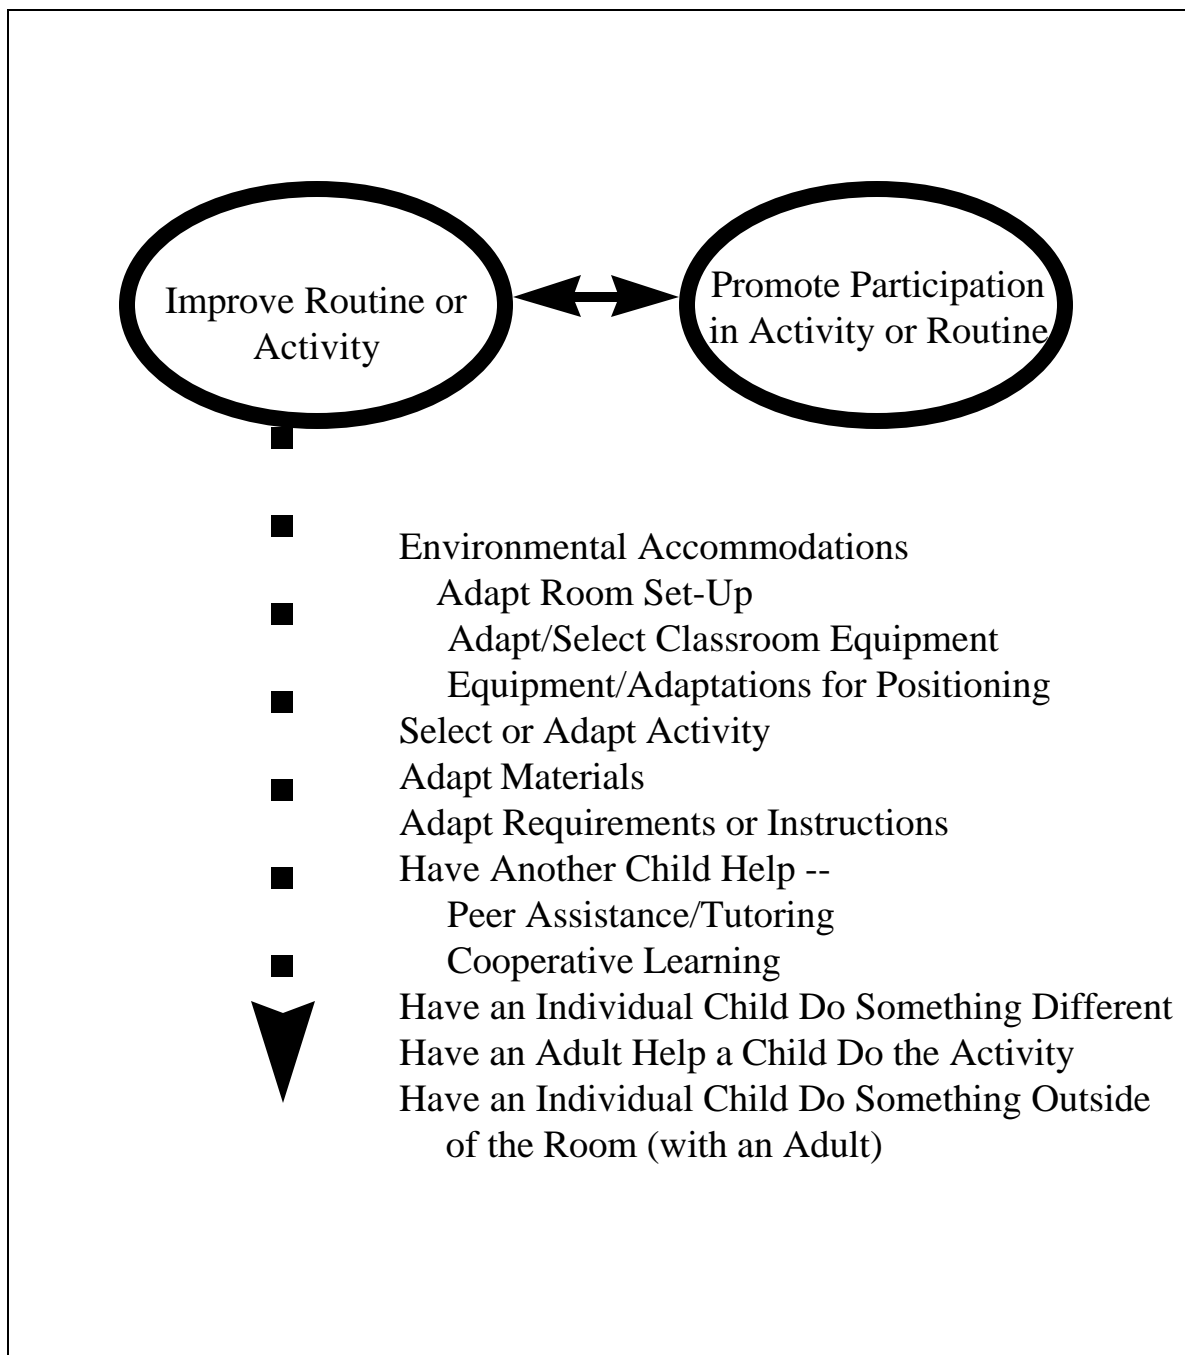 Improve Routine or
Activity
Promote Participation
in Activity or Routine
Environmental Accommodations
Adapt Room Set-Up
Adapt/Select Classroom Equipment
Equipment/Adaptations for Positioning
Select or Adapt Activity
Adapt Materials
Adapt Requirements or Instructions
Have Another Child Help --
Peer Assistance/Tutoring
Cooperative Learning
Have an Individual Child Do Something Different
Have an Adult Help a Child Do the Activity
Have an Individual Child Do Something Outside
of the Room (with an Adult)